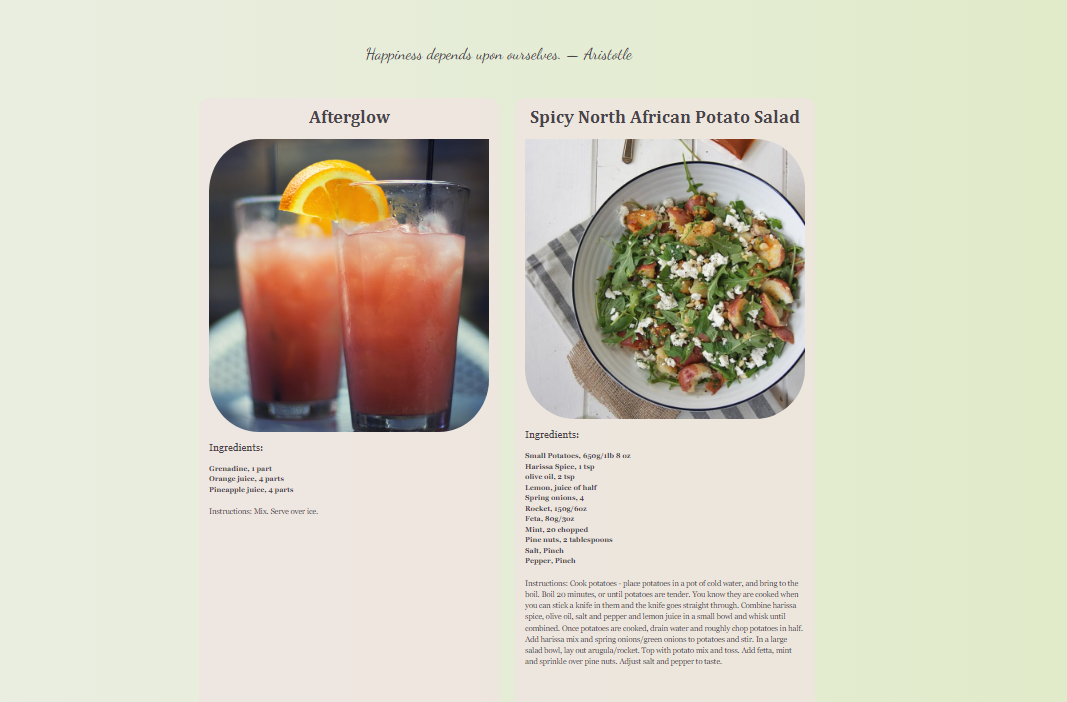 Happiness depends upon ourselves. — Aristotle
Afterglow
Ingredients:
Grenadine, 1 part
Orange juice, 4 parts
Pineapple juice, 4 parts
Instructions: Mix. Serve over ice.
Spicy North African Potato Salad
Ingredients:
Small Potatoes, 650g/1lb 8 oz
Harissa Spice, 1 tsp
olive oil, 2 tsp
Lemon, juice of half
Spring onions, 4
Rocket, 150g/6oz
Feta, 80g/3oz
Mint, 20 chopped
Pine nuts, 2 tablespoons
Salt, Pinch
Pepper, Pinch
Instructions: Cook potatoes - place potatoes in a pot of cold water, and bring to the
boil. Boil 20 minutes, or until potatoes are tender. You know they are cooked when
you can stick a knife in them and the knife goes straight through. Combine harissa
spice, olive oil, salt and pepper and lemon juice in a small bowl and whisk until
combined. Once potatoes are cooked, drain water and roughly chop potatoes in half.
Add harissa mix and spring onions/green onions to potatoes and stir. In a large
salad bowl, lay out arugula/rocket. Top with potato mix and toss. Add fetta, mint
and sprinkle over pine nuts. Adjust salt and pepper to taste.